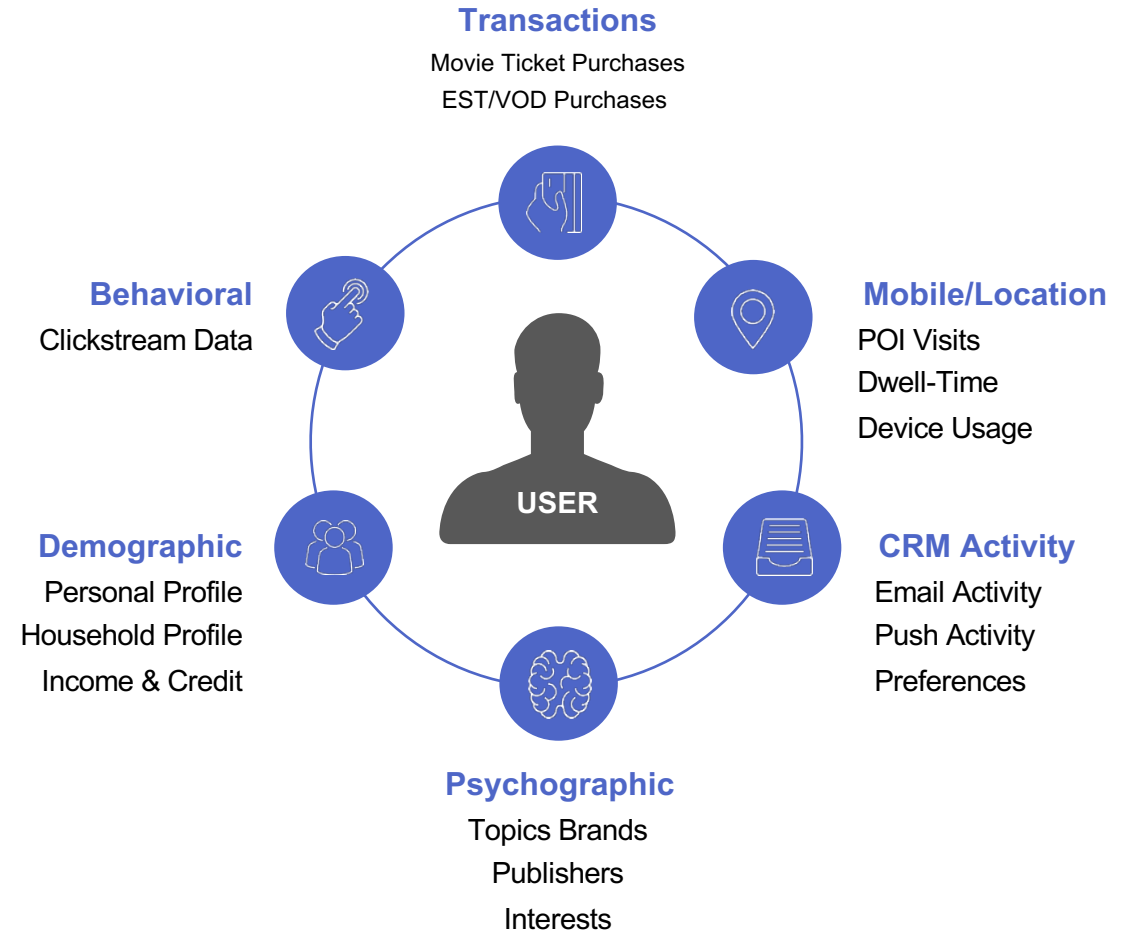 Transactions
Movie Ticket Purchases
EST/VOD Purchases
Behavioral
Clickstream Data
Mobile/Location
POI Visits
Dwell-Time
Device Usage
USER
Demographic
Personal Profile
Household Profile
Income & Credit
CRM Activity
Email Activity
Push Activity
Preferences
Psychographic
Topics Brands
Publishers
Interests